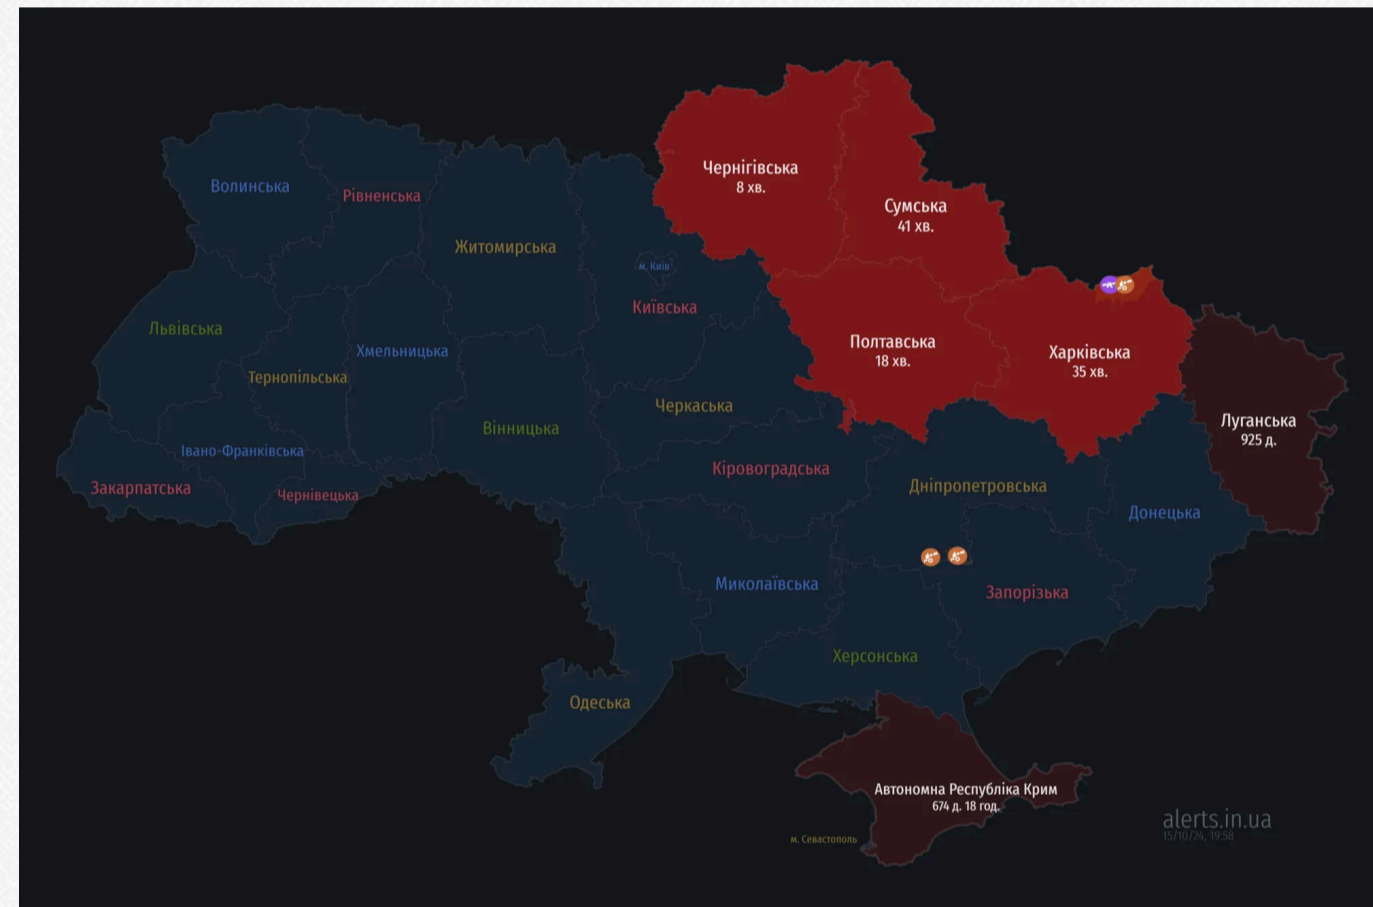 Чернігівська
8 хв.
Сумська
41 хв.
Волинська
Рівненська
Житомирська
м. Київ
Київська
Львівська
Полтавська
18 хв.
Харківська
35 хв.
Хмельницька
Тернопільська
Черкаська
Вінницька
Луганська
925 д.
Івано-Франківська
Закарпатська
Чернівецька
Кіровоградська
Дніпропетровська
Донецька
Миколаївська
Запорізька
Херсонська
Одеська
Автономна Республіка Крим
674 д. 18 год.
м. Севастополь
alerts.in.ua
15/10/24, 19:58